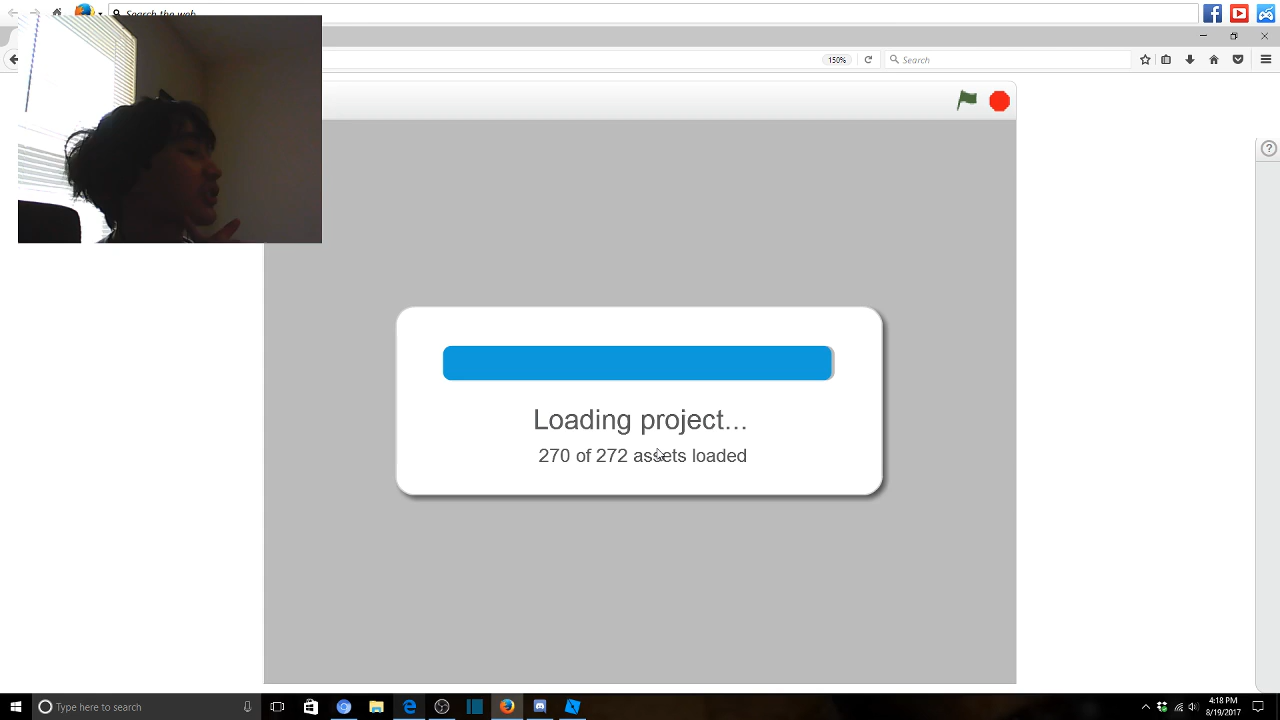 Search the web
150%
Search
Loading project...
270 of 272 assets loaded
Type here to search
4:18 PM
8/19/2017